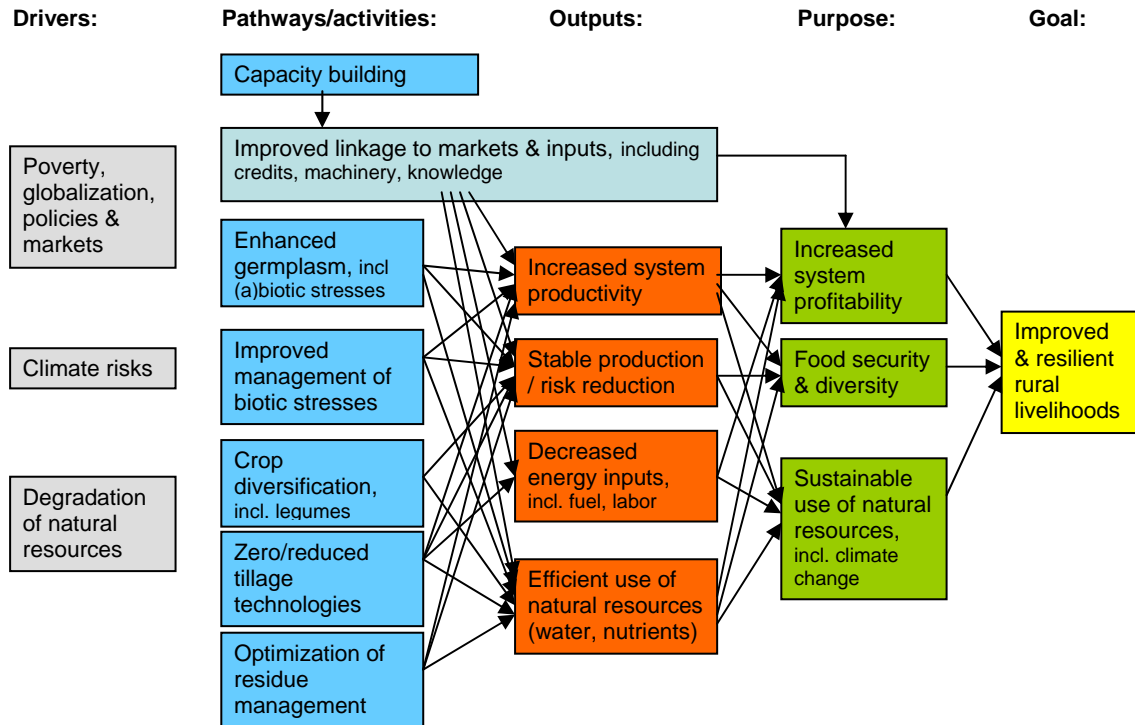 Drivers:
Pathways/activities:
Outputs:
Purpose:
Goal:
Poverty,
globalization,
policies &
markets
Climate risks
Degradation
of natural
resources
Capacity building
Improved linkage to markets & inputs, including
credits, machinery, knowledge
Enhanced
germplasm, incl
(a)biotic stresses
Improved
management of
biotic stresses
Crop
diversification,
incl. legumes
Zero/reduced
tillage
technologies
Optimization of
residue
management
Increased system
productivity
Stable production
/ risk reduction
Decreased
energy inputs,
incl. fuel, labor
Efficient use of
natural resources
(water, nutrients)
Increased
system
profitability
Food security
& diversity
Sustainable
use of natural
resources,
incl. climate
change
Improved
& resilient
rural
livelihoods